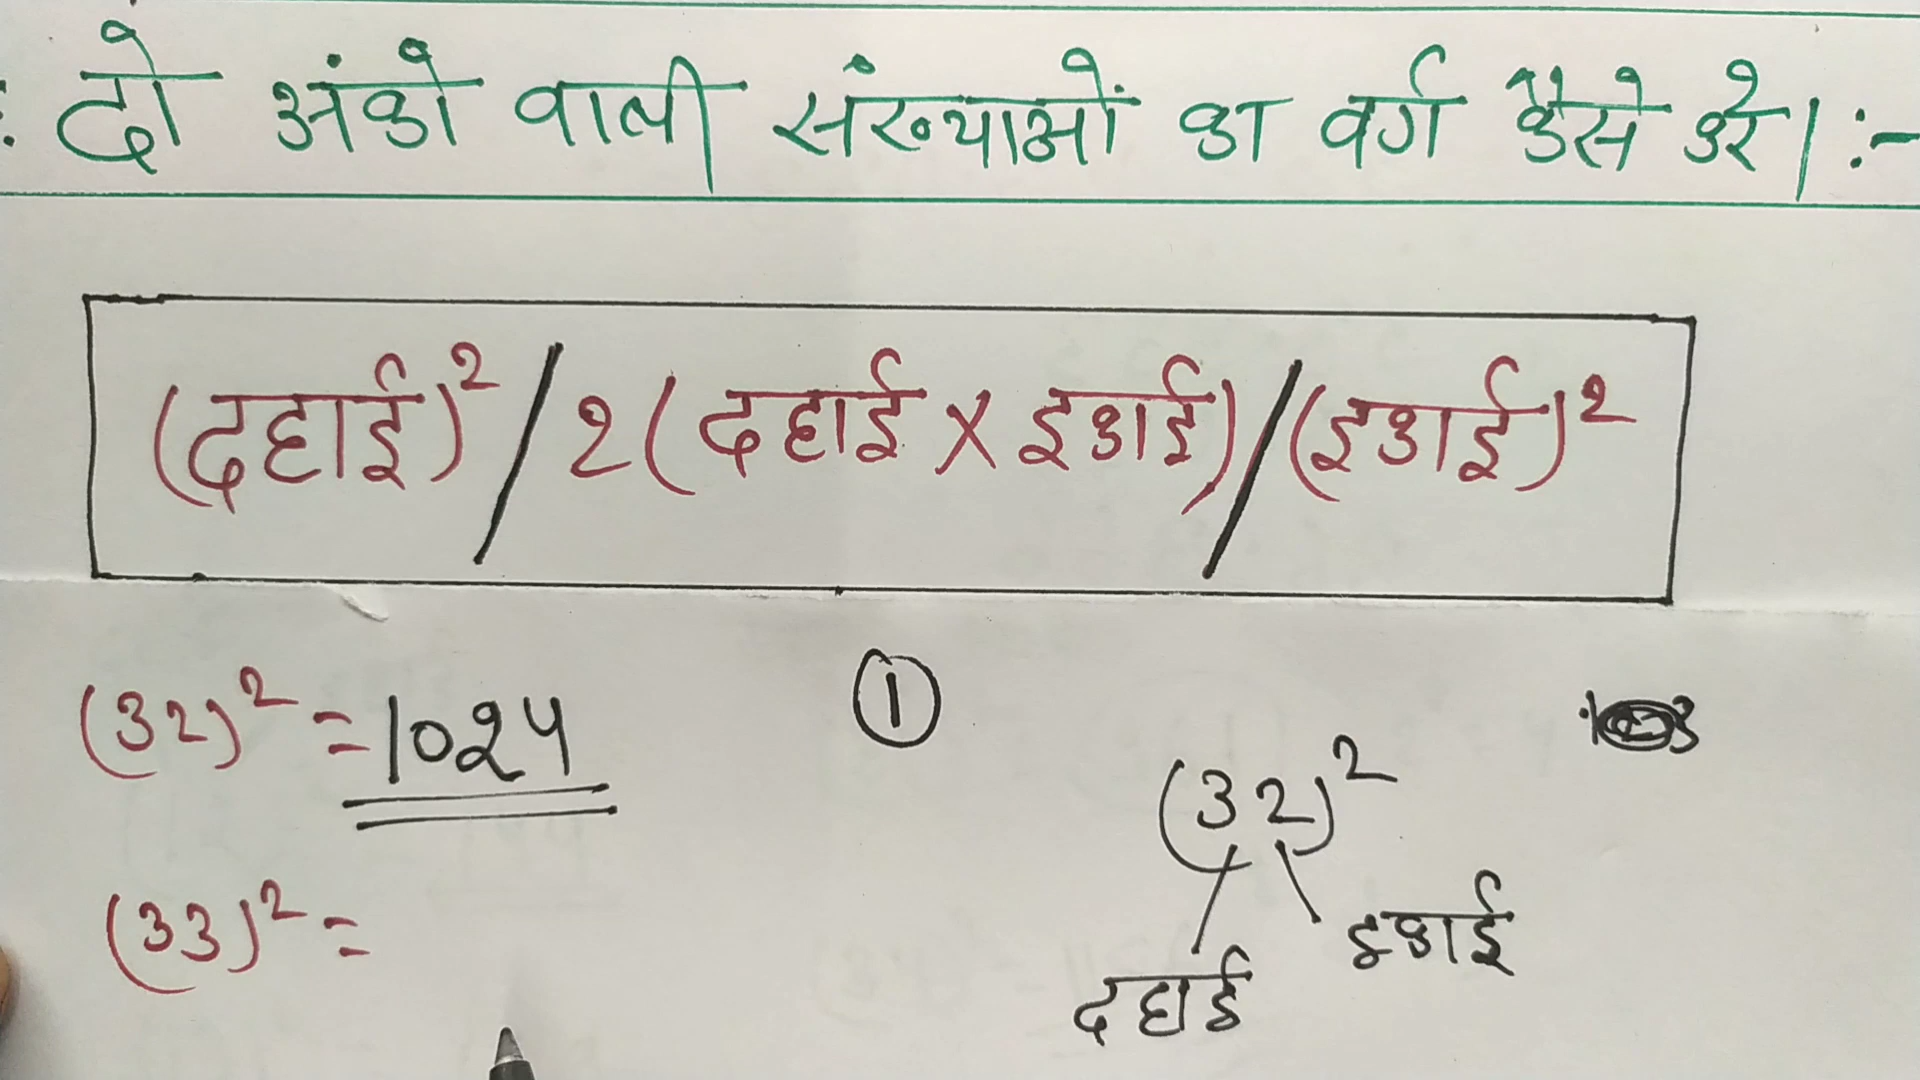 दो अंको वाली संख्याओं का वर्ग कैसे करे। :-
(दहाई)² / 2 (दहाई x इकाई) / (इकाई)²
(32)² = 1024
①
(32)²
दहाई इकाई
(33)² =